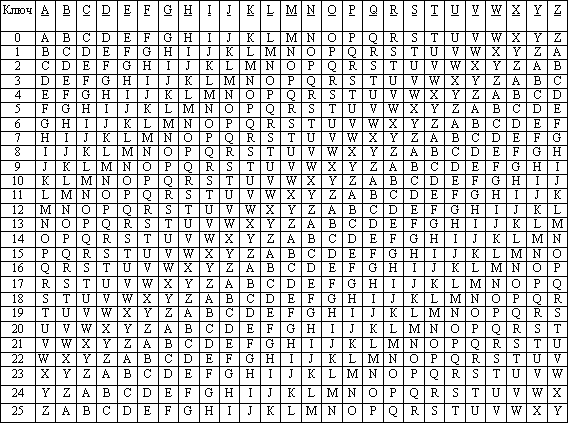 Ключ A B C D E F G H I J K L M N O P Q R S T U V W X Y Z
0 A B C D E F G H I J K L M N O P Q R S T U V W X Y Z
1 B C D E F G H I J K L M N O P Q R S T U V W X Y Z A
2 C D E F G H I J K L M N O P Q R S T U V W X Y Z A B
3 D E F G H I J K L M N O P Q R S T U V W X Y Z A B C
4 E F G H I J K L M N O P Q R S T U V W X Y Z A B C D
5 F G H I J K L M N O P Q R S T U V W X Y Z A B C D E
6 G H I J K L M N O P Q R S T U V W X Y Z A B C D E F
7 H I J K L M N O P Q R S T U V W X Y Z A B C D E F G
8 I J K L M N O P Q R S T U V W X Y Z A B C D E F G H
9 J K L M N O P Q R S T U V W X Y Z A B C D E F G H I
10 K L M N O P Q R S T U V W X Y Z A B C D E F G H I J
11 L M N O P Q R S T U V W X Y Z A B C D E F G H I J K
12 M N O P Q R S T U V W X Y Z A B C D E F G H I J K L
13 N O P Q R S T U V W X Y Z A B C D E F G H I J K L M
14 O P Q R S T U V W X Y Z A B C D E F G H I J K L M N
15 P Q R S T U V W X Y Z A B C D E F G H I J K L M N O
16 Q R S T U V W X Y Z A B C D E F G H I J K L M N O P
17 R S T U V W X Y Z A B C D E F G H I J K L M N O P Q
18 S T U V W X Y Z A B C D E F G H I J K L M N O P Q R
19 T U V W X Y Z A B C D E F G H I J K L M N O P Q R S
20 U V W X Y Z A B C D E F G H I J K L M N O P Q R S T
21 V W X Y Z A B C D E F G H I J K L M N O P Q R S T U
22 W X Y Z A B C D E F G H I J K L M N O P Q R S T U V
23 X Y Z A B C D E F G H I J K L M N O P Q R S T U V W
24 Y Z A B C D E F G H I J K L M N O P Q R S T U V W X
25 Z A B C D E F G H I J K L M N O P Q R S T U V W X Y